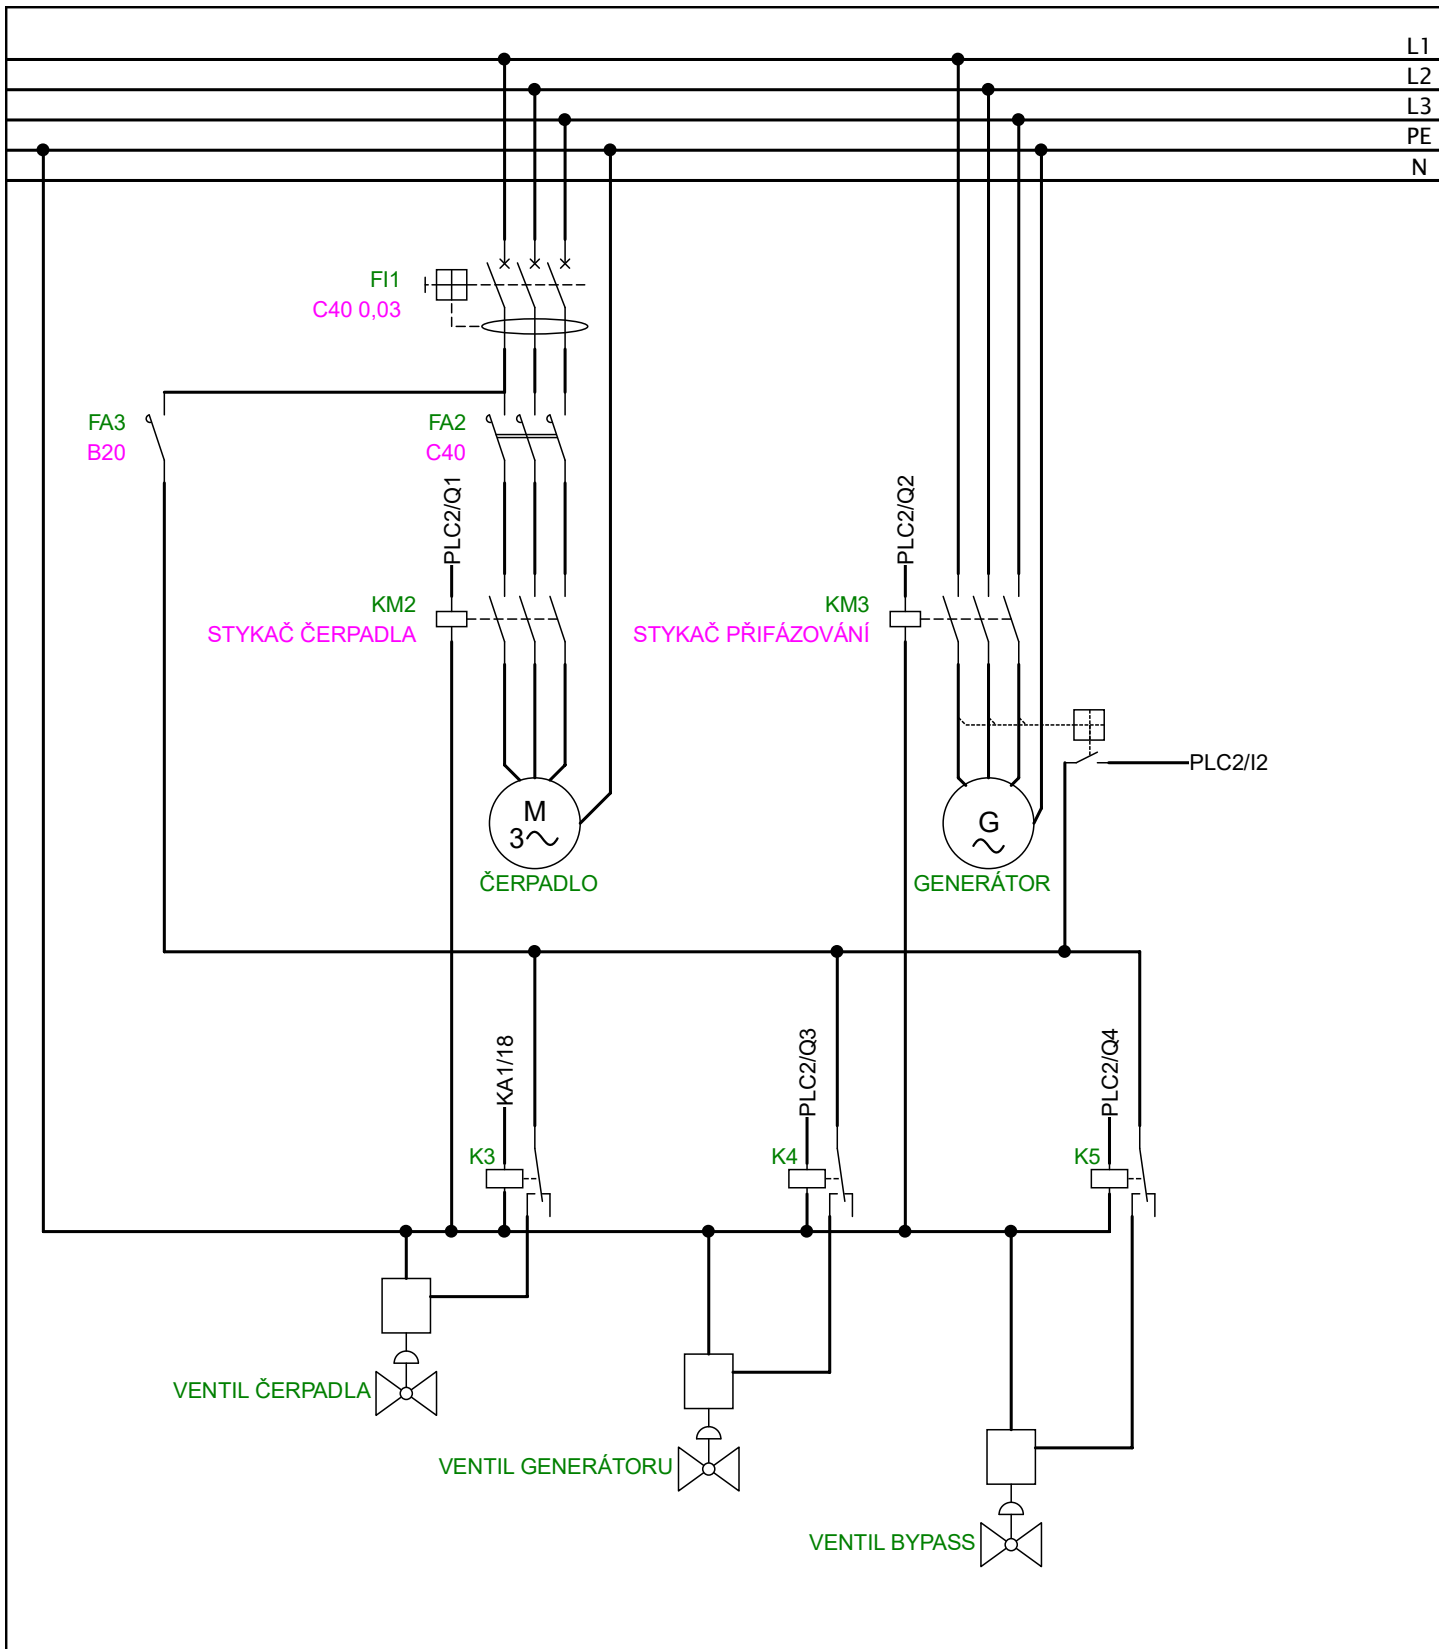 L1
L2
L3
PE
N
FI1
C40 0,03
FA3
B20
FA2
C40
PLC2/Q1
PLC2/Q2
KM2
STYKAČ ČERPADLA
KM3
STYKAČ PŘIFÁZOVÁNÍ
PLC2/I2
M
3
ČERPADLO
G
GENERÁTOR
KA1/18
PLC2/Q3
PLC2/Q4
K3
K4
K5
VENTIL ČERPADLA
VENTIL GENERÁTORU
VENTIL BYPASS